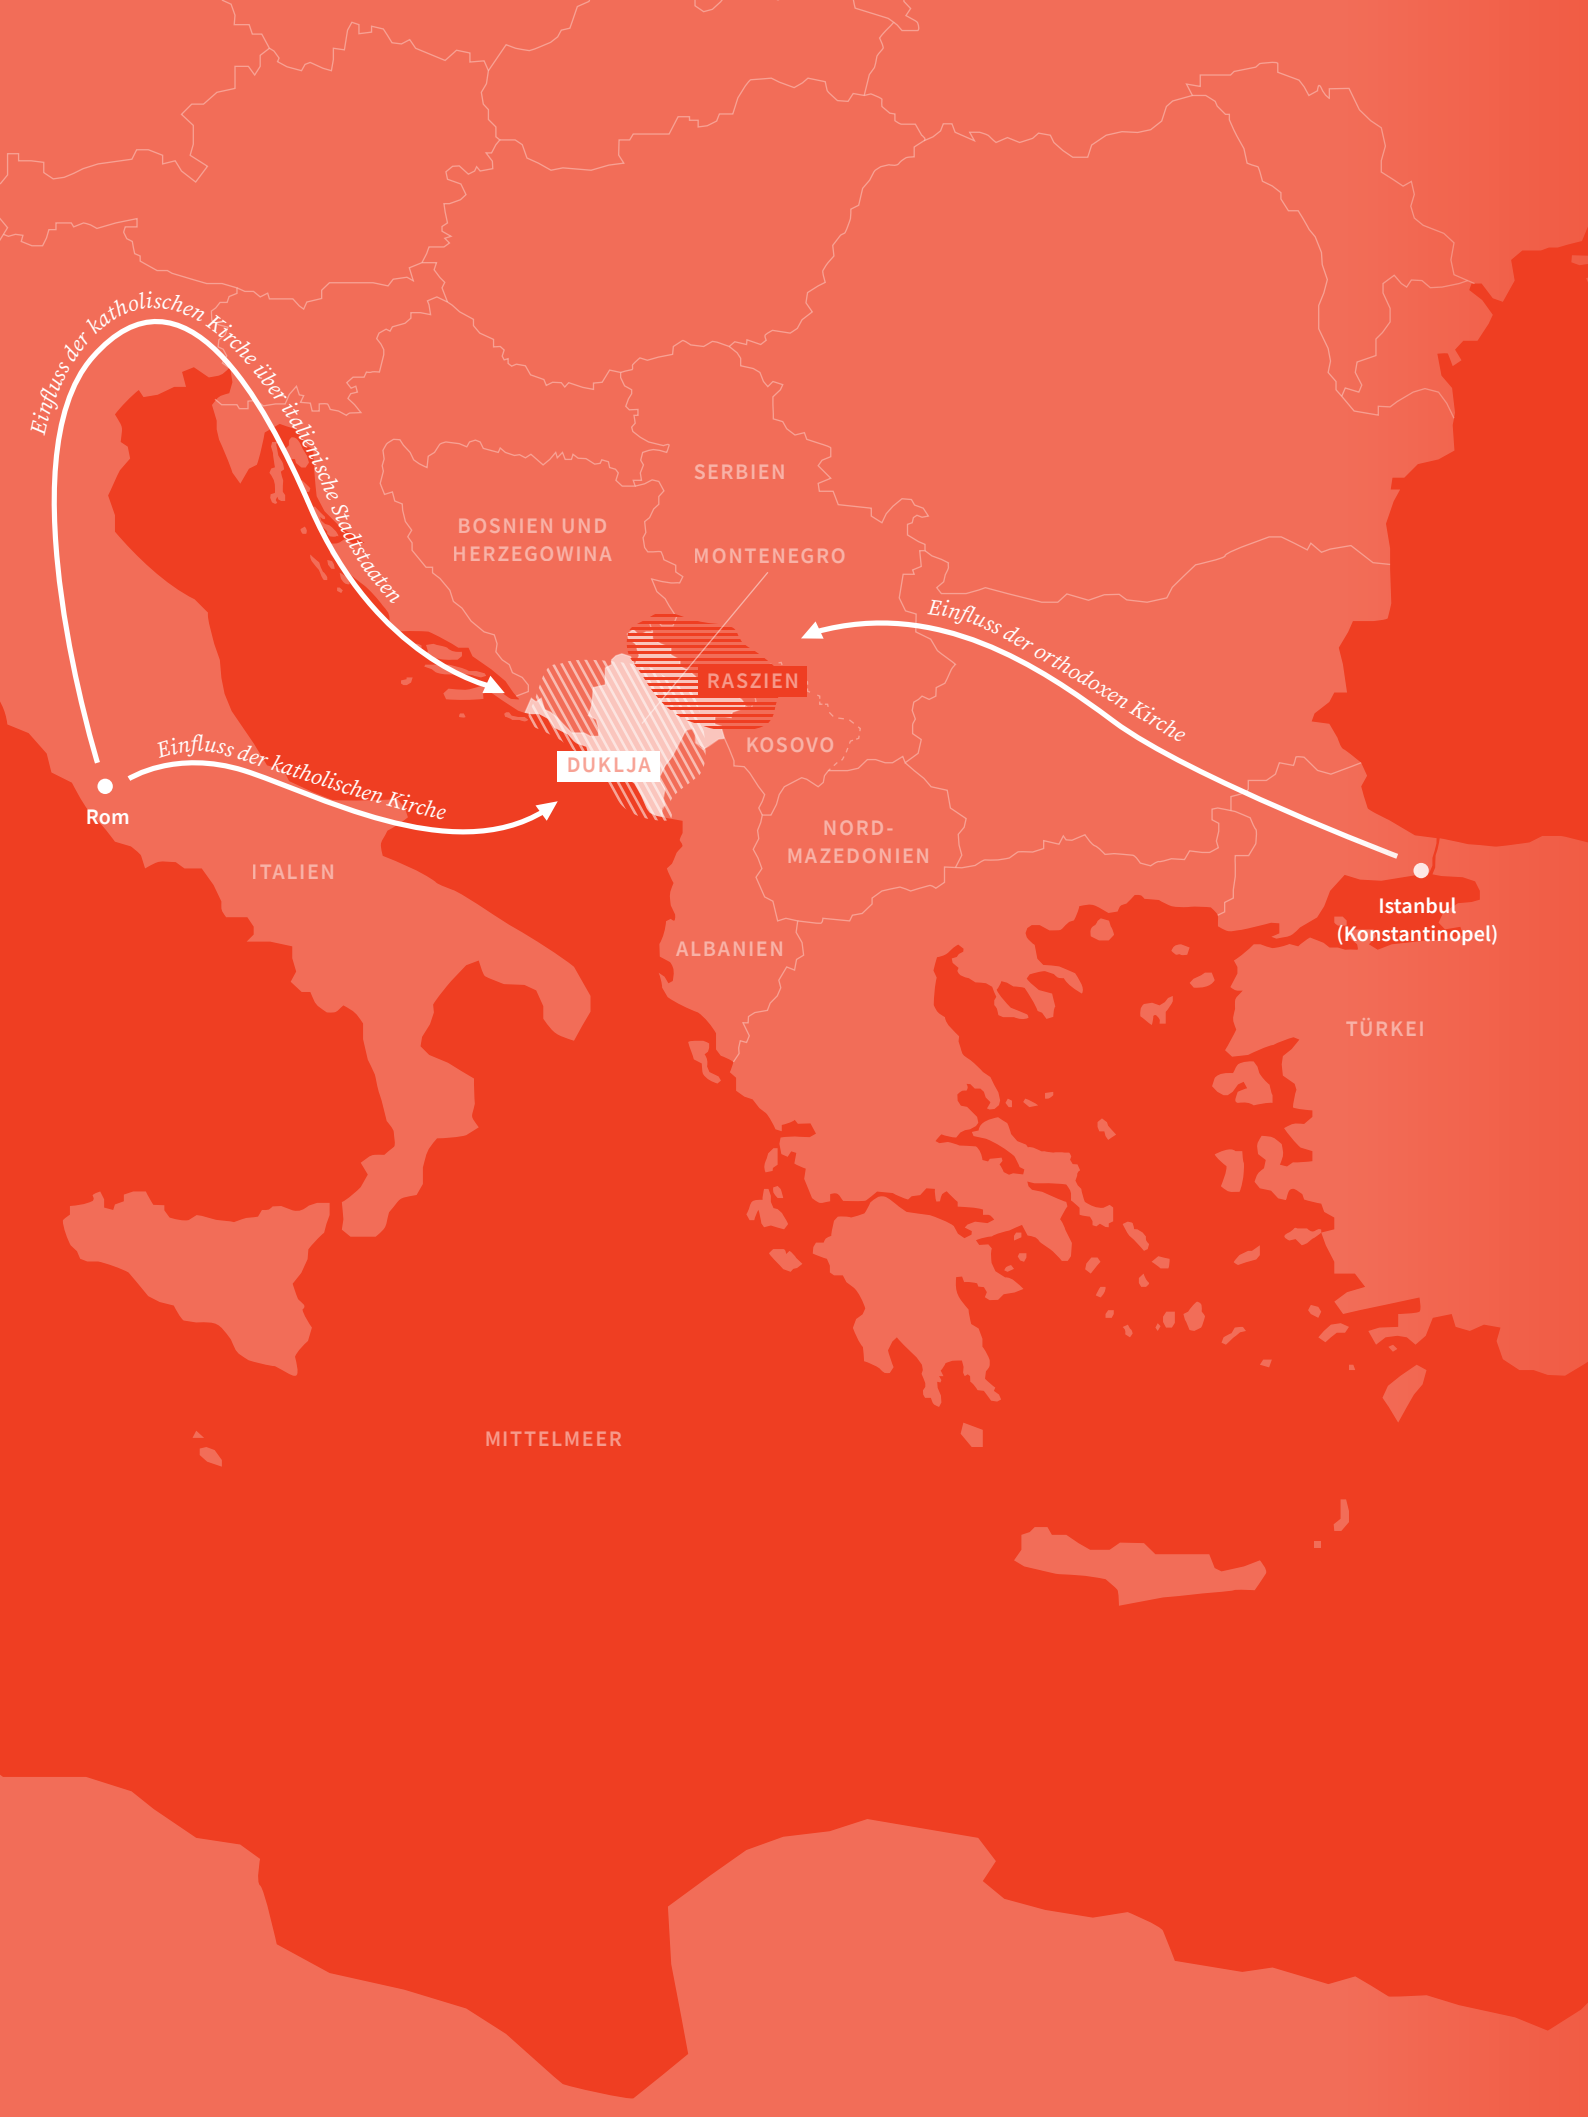 Einfluss der katholischen Kirche über italienische Stadtstaaten
SERBIEN
BOSNIEN UND
HERZEGOWINA
MONTENEGRO
Einfluss der orthodoxen Kirche
RASZIEN
KOSOVO
DUKLJA
Einfluss der katholischen Kirche
Rom
NORD-
MAZEDONIEN
ITALIEN
Istanbul
(Konstantinopel)
ALBANIEN
TÜRKEI
MITTELMEER